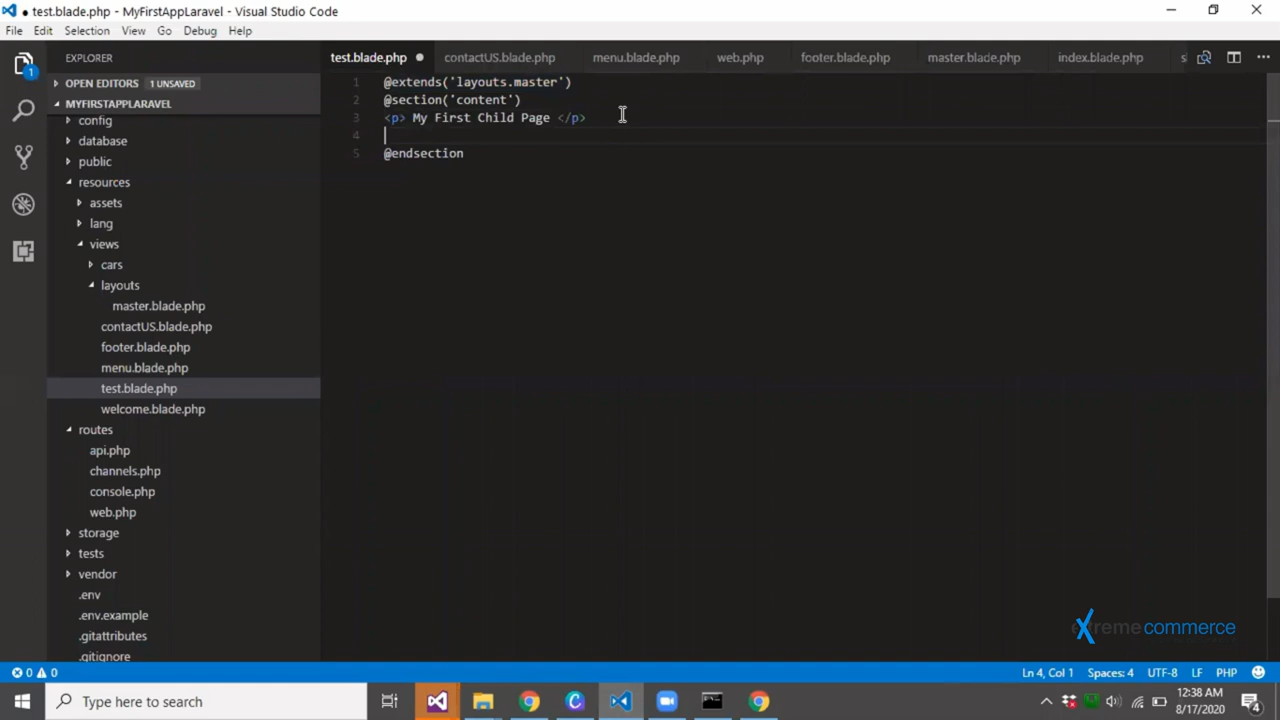 ● test.blade.php - MyFirstAppLaravel - Visual Studio Code
File Edit Selection View Go Debug Help
EXPLORER
test.blade.php ● contactUS.blade.php menu.blade.php web.php footer.blade.php master.blade.php index.blade.php s
1
OPEN EDITORS 1 UNSAVED
MYFIRSTAPPLARAVEL
config
database
public
resources
assets
lang
views
cars
layouts
master.blade.php
contactUS.blade.php
footer.blade.php
menu.blade.php
test.blade.php
welcome.blade.php
routes
api.php
channels.php
console.php
web.php
storage
tests
vendor
.env
.env.example
.gitattributes
.gitignore
1 @extends('layouts.master')
2 @section('content')
3 <p> My First Child Page </p>
4
5 @endsection
extreme commerce
0 0
Ln 4, Col 1 Spaces: 4 UTF-8 LF PHP
Type here to search
12:38 AM
8/17/2020
4